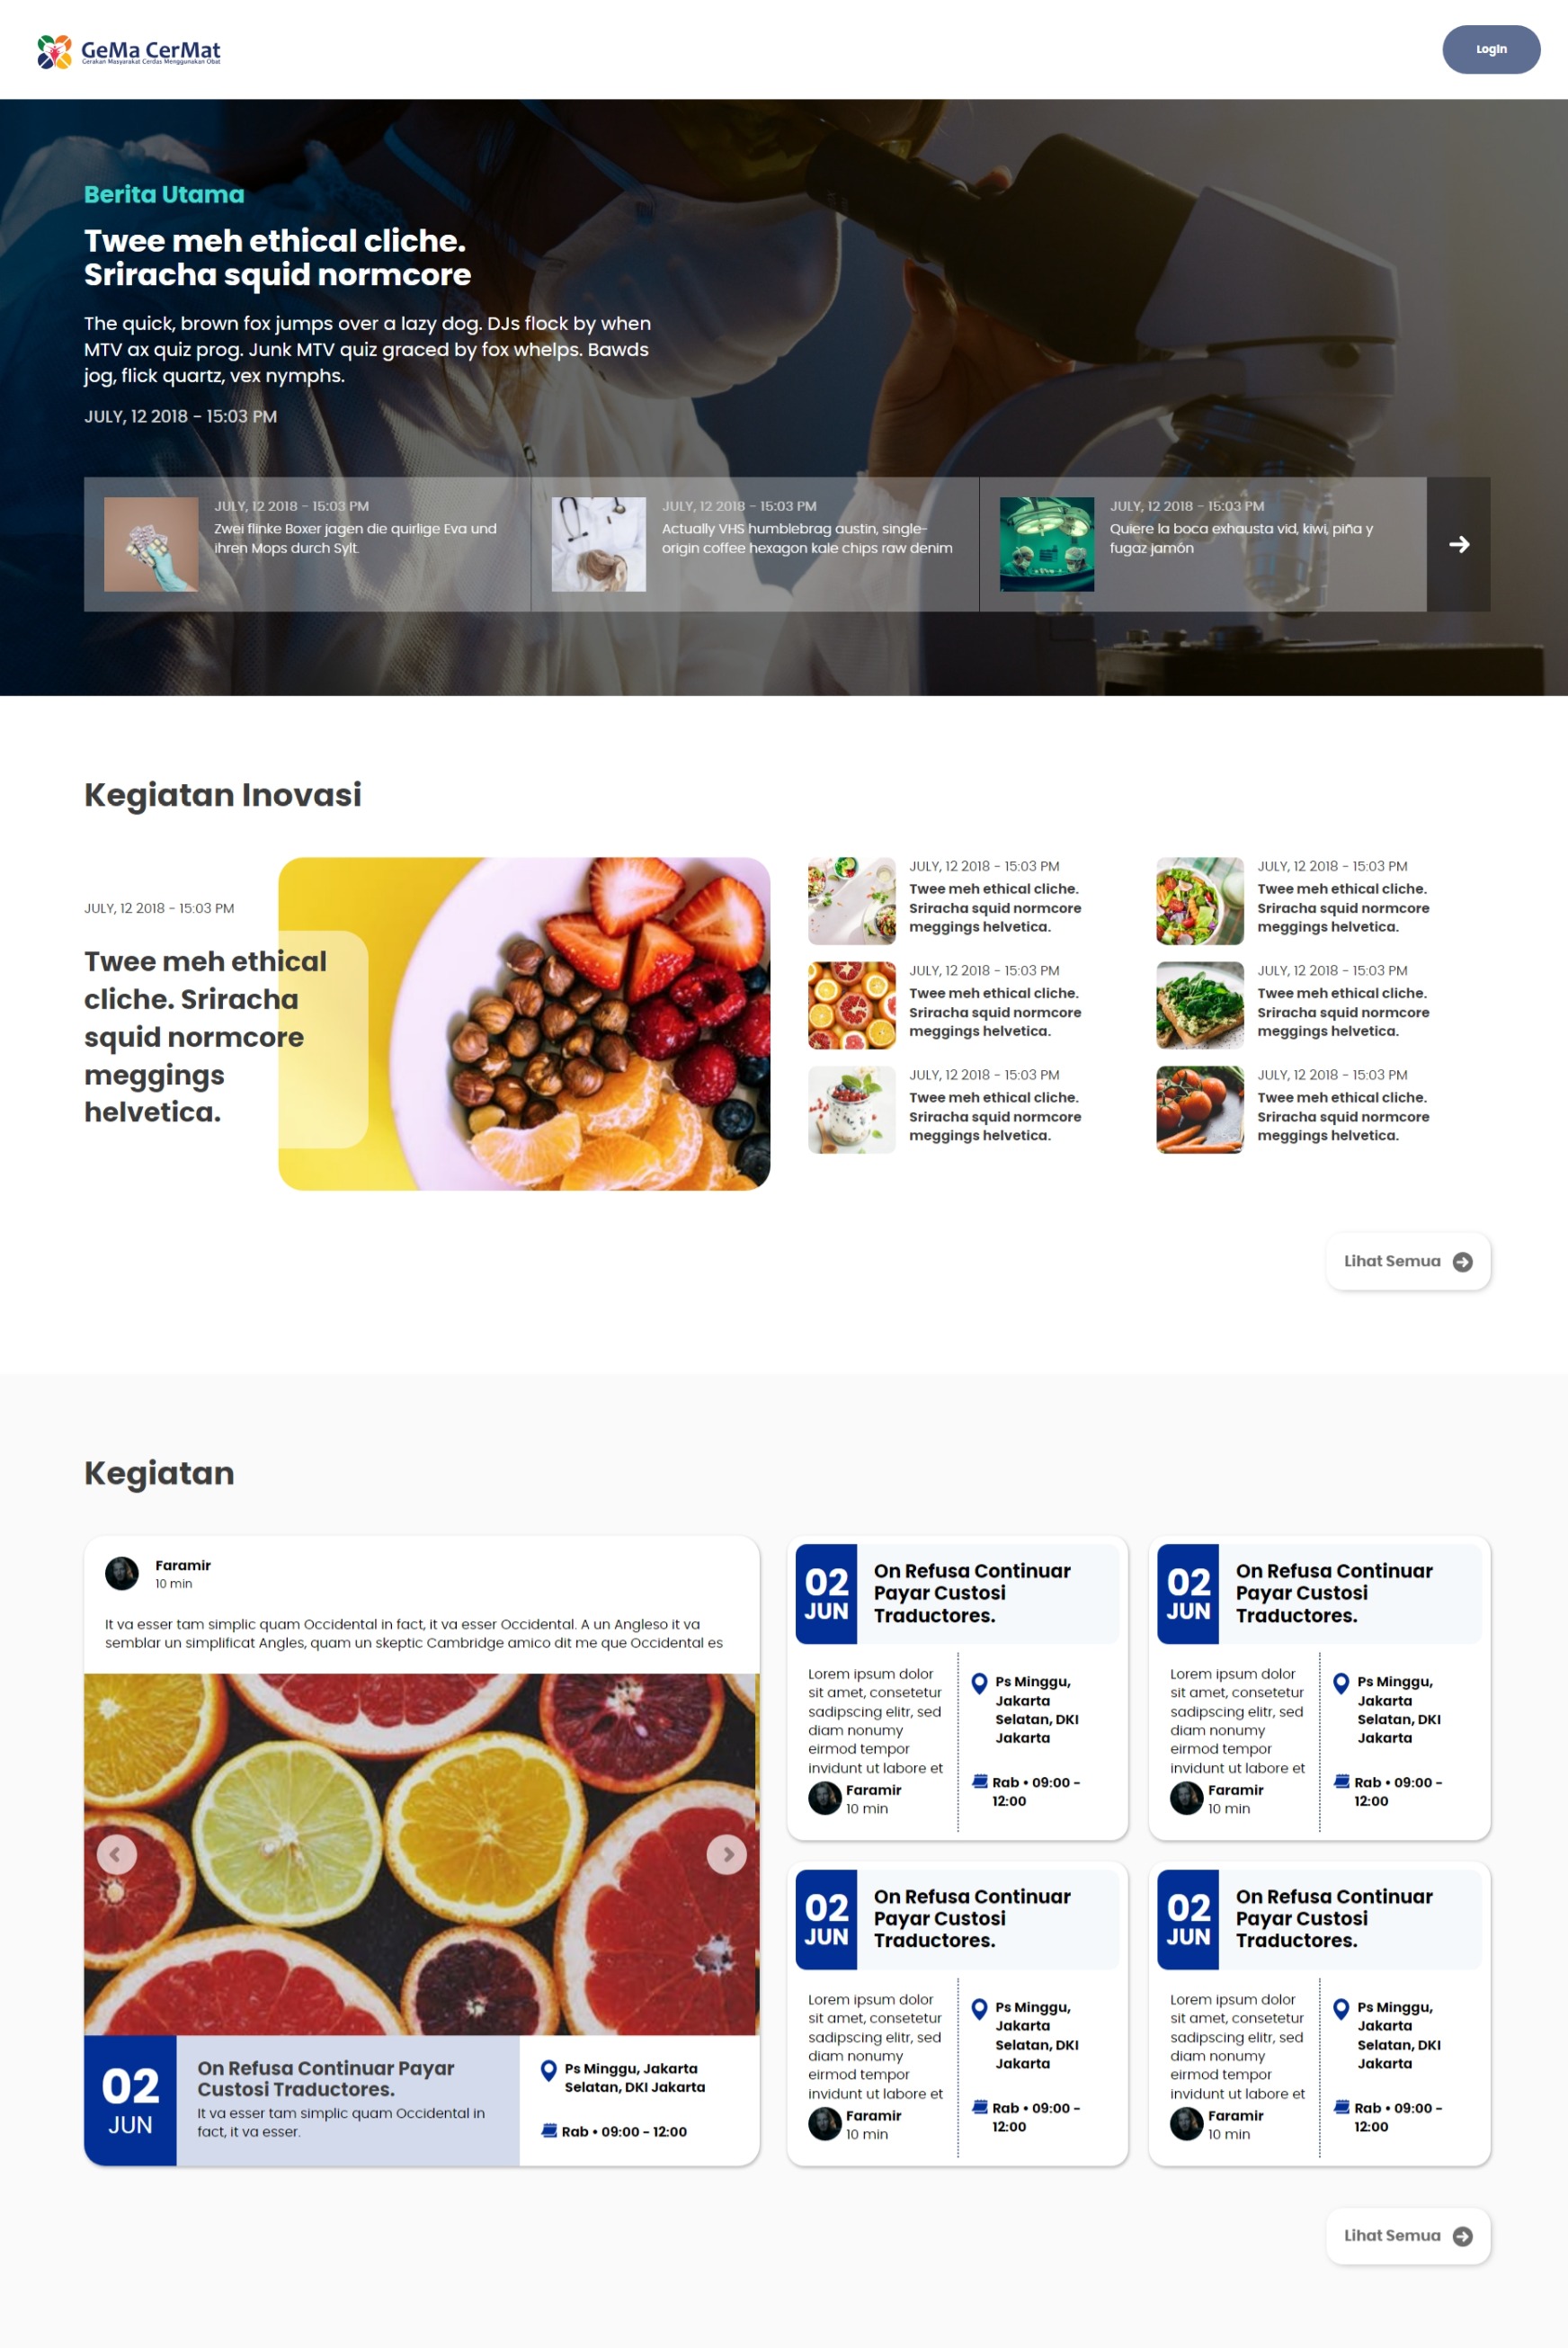 GeMa CerMat
Gerakan Masyarakat Cerdas Menggunakan Obat
Login
Berita Utama
Twee meh ethical cliche.
Sriracha squid normcore
The quick, brown fox jumps over a lazy dog. DJs flock by when
MTV ax quiz prog. Junk MTV quiz graced by fox whelps. Bawds
jog, flick quartz, vex nymphs.
JULY, 12 2018 - 15:03 PM
JULY, 12 2018 - 15:03 PM
Zwei flinke Boxer jagen die quirlige Eva und
ihren Mops durch Sylt.
JULY, 12 2018 - 15:03 PM
Actually VHS humblebrag austin, single-
origin coffee hexagon kale chips raw denim
JULY, 12 2018 - 15:03 PM
Quiere la boca exhausta vid, kiwi, piña y
fugaz jamón
Kegiatan Inovasi
JULY, 12 2018 - 15:03 PM
Twee meh ethical
cliche. Sriracha
squid normcore
meggings
helvetica.
JULY, 12 2018 - 15:03 PM
Twee meh ethical cliche.
Sriracha squid normcore
meggings helvetica.
JULY, 12 2018 - 15:03 PM
Twee meh ethical cliche.
Sriracha squid normcore
meggings helvetica.
JULY, 12 2018 - 15:03 PM
Twee meh ethical cliche.
Sriracha squid normcore
meggings helvetica.
JULY, 12 2018 - 15:03 PM
Twee meh ethical cliche.
Sriracha squid normcore
meggings helvetica.
JULY, 12 2018 - 15:03 PM
Twee meh ethical cliche.
Sriracha squid normcore
meggings helvetica.
JULY, 12 2018 - 15:03 PM
Twee meh ethical cliche.
Sriracha squid normcore
meggings helvetica.
Lihat Semua
Kegiatan
Faramir
10 min
It va esser tam simplic quam Occidental in fact, it va esser Occidental. A un Angleso it va
semblar un simplificat Angles, quam un skeptic Cambridge amico dit me que Occidental es
02
JUN
On Refusa Continuar Payar
Custosi Traductores.
It va esser tam simplic quam Occidental in
fact, it va esser.
Ps Minggu, Jakarta
Selatan, DKI Jakarta
Rab • 09:00 - 12:00
02
JUN
On Refusa Continuar
Payar Custosi
Traductores.
Lorem ipsum dolor
sit amet, consetetur
sadipscing elitr, sed
diam nonumy
eirmod tempor
invidunt ut labore et
Faramir
10 min
Ps Minggu,
Jakarta
Selatan, DKI
Jakarta
Rab • 09:00 -
12:00
02
JUN
On Refusa Continuar
Payar Custosi
Traductores.
Lorem ipsum dolor
sit amet, consetetur
sadipscing elitr, sed
diam nonumy
eirmod tempor
invidunt ut labore et
Faramir
10 min
Ps Minggu,
Jakarta
Selatan, DKI
Jakarta
Rab • 09:00 -
12:00
02
JUN
On Refusa Continuar
Payar Custosi
Traductores.
Lorem ipsum dolor
sit amet, consetetur
sadipscing elitr, sed
diam nonumy
eirmod tempor
invidunt ut labore et
Faramir
10 min
Ps Minggu,
Jakarta
Selatan, DKI
Jakarta
Rab • 09:00 -
12:00
02
JUN
On Refusa Continuar
Payar Custosi
Traductores.
Lorem ipsum dolor
sit amet, consetetur
sadipscing elitr, sed
diam nonumy
eirmod tempor
invidunt ut labore et
Faramir
10 min
Ps Minggu,
Jakarta
Selatan, DKI
Jakarta
Rab • 09:00 -
12:00
Lihat Semua